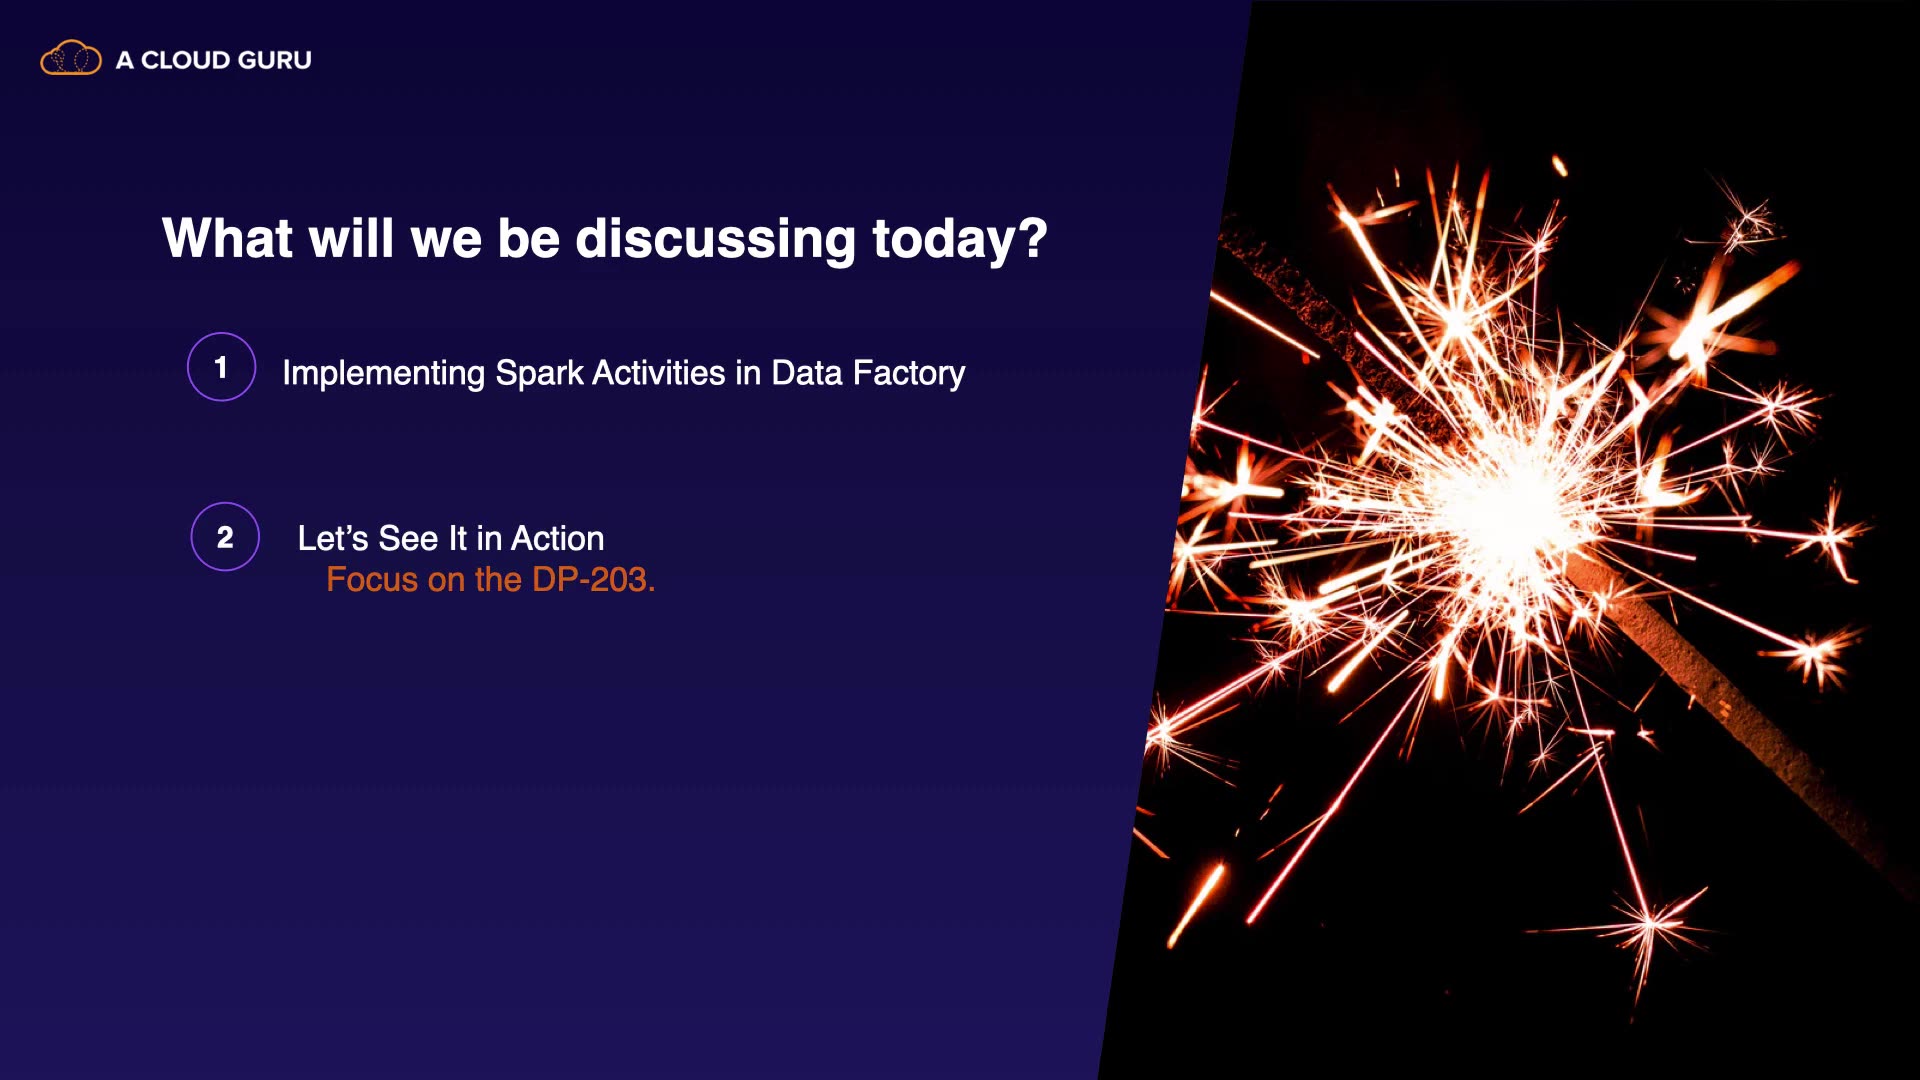 A CLOUD GURU
What will we be discussing today?
1
Implementing Spark Activities in Data Factory
2
Let’s See It in Action
Focus on the DP-203.